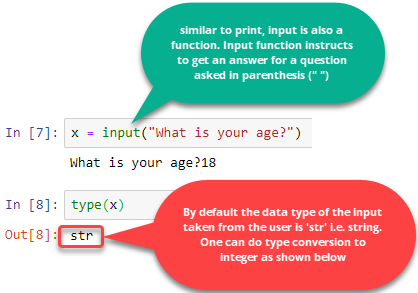 similar to print, input is also a
function. Input function instructs
to get an answer for a question
asked in parenthesis (" ")
In [7]: x = input("What is your age?")
What is your age?18
In [8]: type(x)
By default the data type of the input
taken from the user is 'str' i.e. string.
One can do type conversion to
integer as shown below
Out[8]: str